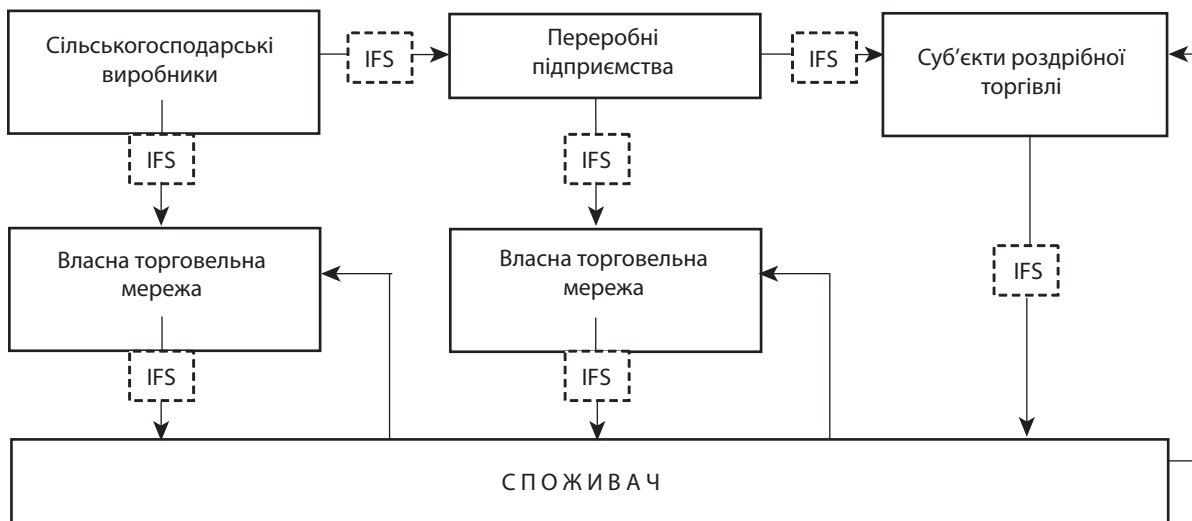 Сільськогосподарські
виробники
IFS
Переробні
підприємства
IFS
Суб’єкти роздрібної
торгівлі
IFS
IFS
Власна торговельна
мережа
Власна торговельна
мережа
IFS
IFS
IFS
СПОЖИВАЧ